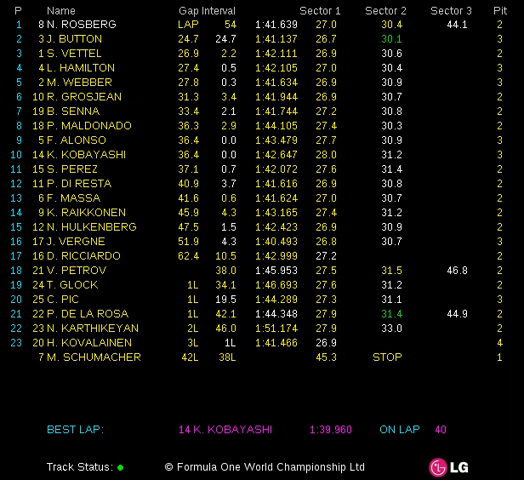 P Name Gap Interval Sector 1 Sector 2 Sector 3 Pit
1 8 N. ROSBERG LAP 54 1:41.639 27.0 30.4 44.1 2
2 3 J. BUTTON 24.7 24.7 1:41.137 26.7 30.1 3
3 1 S. VETTEL 26.9 2.2 1:42.111 26.9 30.6 2
4 4 L. HAMILTON 27.4 0.5 1:42.105 27.0 30.4 3
5 2 M. WEBBER 27.8 0.3 1:41.634 26.9 30.9 3
6 10 R. GROSJEAN 31.3 3.4 1:41.944 26.9 30.7 2
7 19 B. SENNA 33.4 2.1 1:41.744 27.2 30.8 2
8 18 P. MALDONADO 36.3 2.9 1:44.105 27.4 30.3 2
9 5 F. ALONSO 36.4 0.0 1:43.479 27.7 30.9 3
10 14 K. KOBAYASHI 36.4 0.0 1:42.647 28.0 31.2 3
11 15 S. PEREZ 37.1 0.7 1:42.072 27.6 31.4 2
12 11 P. DI RESTA 40.9 3.7 1:41.616 26.9 30.8 2
13 6 F. MASSA 41.6 0.6 1:41.624 27.0 30.7 2
14 9 K. RAIKKONEN 45.9 4.3 1:43.165 27.4 31.2 2
15 12 N. HULKENBERG 47.5 1.5 1:42.423 26.9 30.9 2
16 17 J. VERGNE 51.9 4.3 1:40.493 26.8 30.7 3
17 16 D. RICCIARDO 62.4 10.5 1:42.999 27.2 2
18 21 V. PETROV 38.0 1:45.953 27.5 31.5 46.8 2
19 24 T. GLOCK 1L 34.1 1:46.693 27.6 31.2 2
20 25 C. PIC 1L 19.5 1:44.289 27.3 31.1 3
21 22 P. DE LA ROSA 1L 42.1 1:44.348 27.9 31.4 44.9 2
22 23 N. KARTHIKEYAN 2L 46.0 1:51.174 27.9 33.0 2
23 20 H. KOVALAINEN 3L 1L 1:41.466 26.9 4
7 M. SCHUMACHER 42L 38L 45.3 STOP 1
BEST LAP: 14 K. KOBAYASHI 1:39.960 ON LAP 40
Track Status: © Formula One World Championship Ltd LG